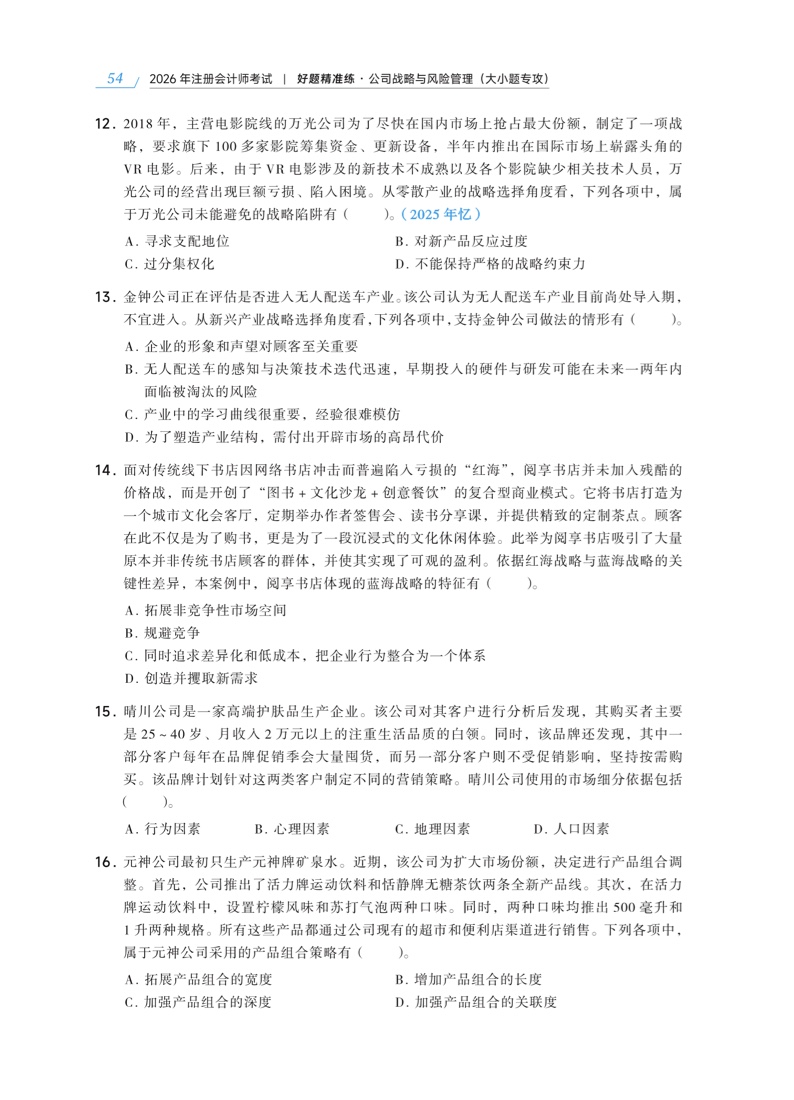 54 2026 年注册会计师考试 | 好题精准练·公司战略与风险管理（大小题专攻）
12. 2018 年，主营电影院线的万光公司为了尽快在国内市场上抢占最大份额，制定了一项战
略，要求旗下 100 多家影院筹集资金、更新设备，半年内推出在国际市场上崭露头角的
VR 电影。后来，由于 VR 电影涉及的新技术不成熟以及各个影院缺少相关技术人员，万
光公司的经营出现巨额亏损、陷入困境。从零散产业的战略选择角度看，下列各项中，属
于万光公司未能避免的战略陷阱有（　　）。（2025 年忆）
A. 寻求支配地位 B. 对新产品反应过度
C. 过分集权化 D. 不能保持严格的战略约束力
13. 金钟公司正在评估是否进入无人配送车产业。该公司认为无人配送车产业目前尚处导入期，
不宜进入。从新兴产业战略选择角度看，下列各项中，支持金钟公司做法的情形有（　　）。
A. 企业的形象和声望对顾客至关重要
B. 无人配送车的感知与决策技术迭代迅速，早期投入的硬件与研发可能在未来一两年内
面临被淘汰的风险
C. 产业中的学习曲线很重要，经验很难模仿
D. 为了塑造产业结构，需付出开辟市场的高昂代价
14. 面对传统线下书店因网络书店冲击而普遍陷入亏损的“红海”，阅享书店并未加入残酷的
价格战，而是开创了“图书 + 文化沙龙 + 创意餐饮”的复合型商业模式。它将书店打造为
一个城市文化会客厅，定期举办作者签售会、读书分享课，并提供精致的定制茶点。顾客
在此不仅是为了购书，更是为了一段沉浸式的文化休闲体验。此举为阅享书店吸引了大量
原本并非传统书店顾客的群体，并使其实现了可观的盈利。依据红海战略与蓝海战略的关
键性差异，本案例中，阅享书店体现的蓝海战略的特征有（　　）。
A. 拓展非竞争性市场空间
B. 规避竞争
C. 同时追求差异化和低成本，把企业行为整合为一个体系
D. 创造并攫取新需求
15. 晴川公司是一家高端护肤品生产企业。该公司对其客户进行分析后发现，其购买者主要
是 25 ~ 40 岁、月收入 2 万元以上的注重生活品质的白领。同时，该品牌还发现，其中一
部分客户每年在品牌促销季会大量囤货，而另一部分客户则不受促销影响，坚持按需购
买。该品牌计划针对这两类客户制定不同的营销策略。晴川公司使用的市场细分依据包括
（　　）。
A. 行为因素 B. 心理因素 C. 地理因素 D. 人口因素
16. 元神公司最初只生产元神牌矿泉水。近期，该公司为扩大市场份额，决定进行产品组合调
整。首先，公司推出了活力牌运动饮料和恬静牌无糖茶饮两条全新产品线。其次，在活力
牌运动饮料中，设置柠檬风味和苏打气泡两种口味。同时，两种口味均推出 500 毫升和
1 升两种规格。所有这些产品都通过公司现有的超市和便利店渠道进行销售。下列各项中，
属于元神公司采用的产品组合策略有（　　）。
A. 拓展产品组合的宽度 B. 增加产品组合的长度
C. 加强产品组合的深度 D. 加强产品组合的关联度